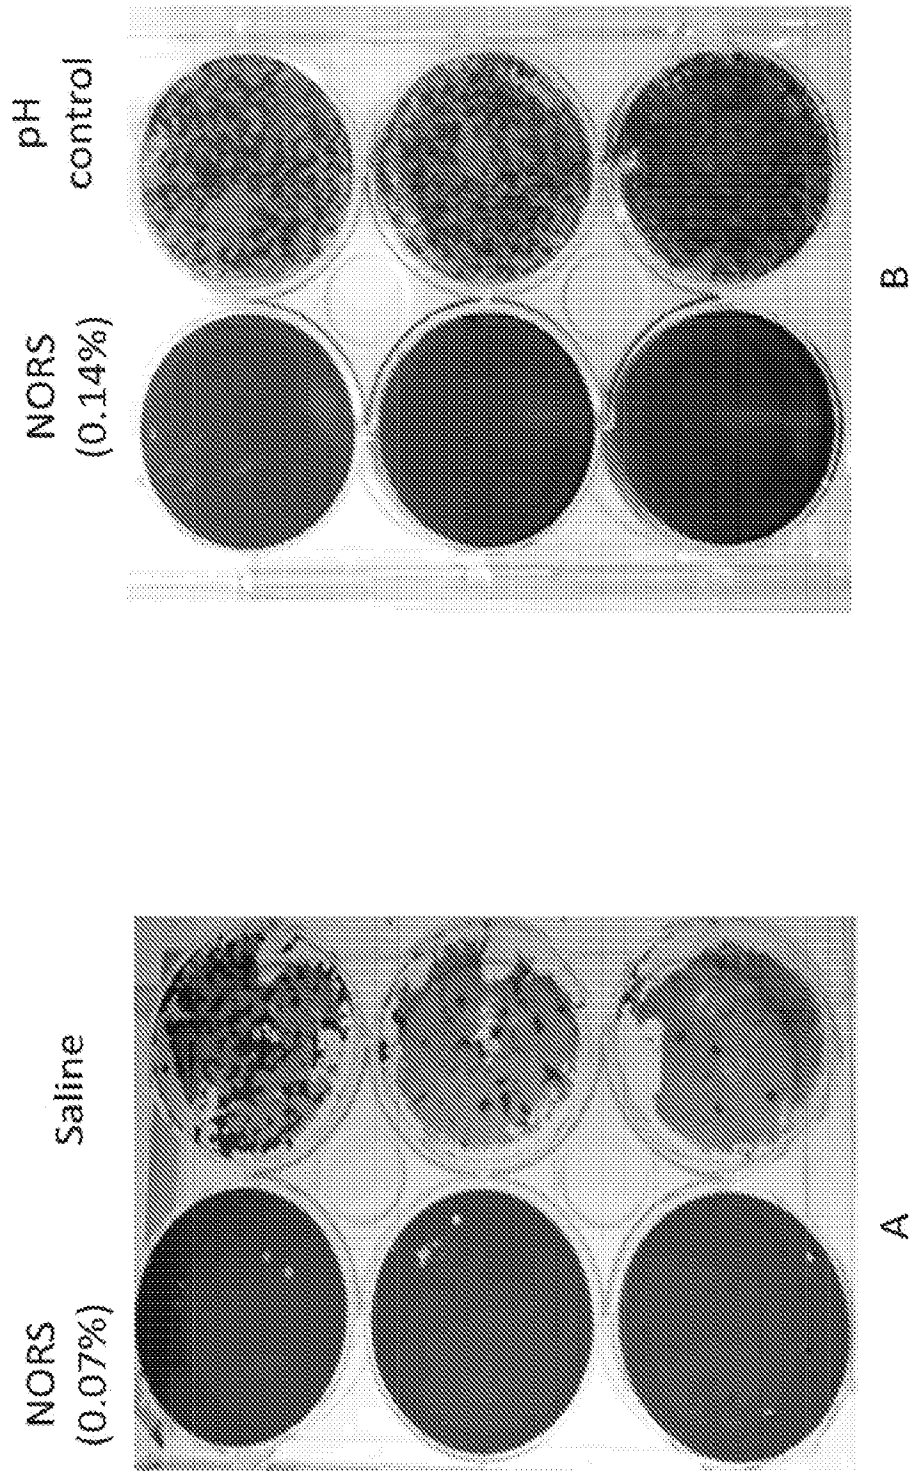 NORS
(0.07%)
Saline
A
NORS
(0.14%)
pH
control
B